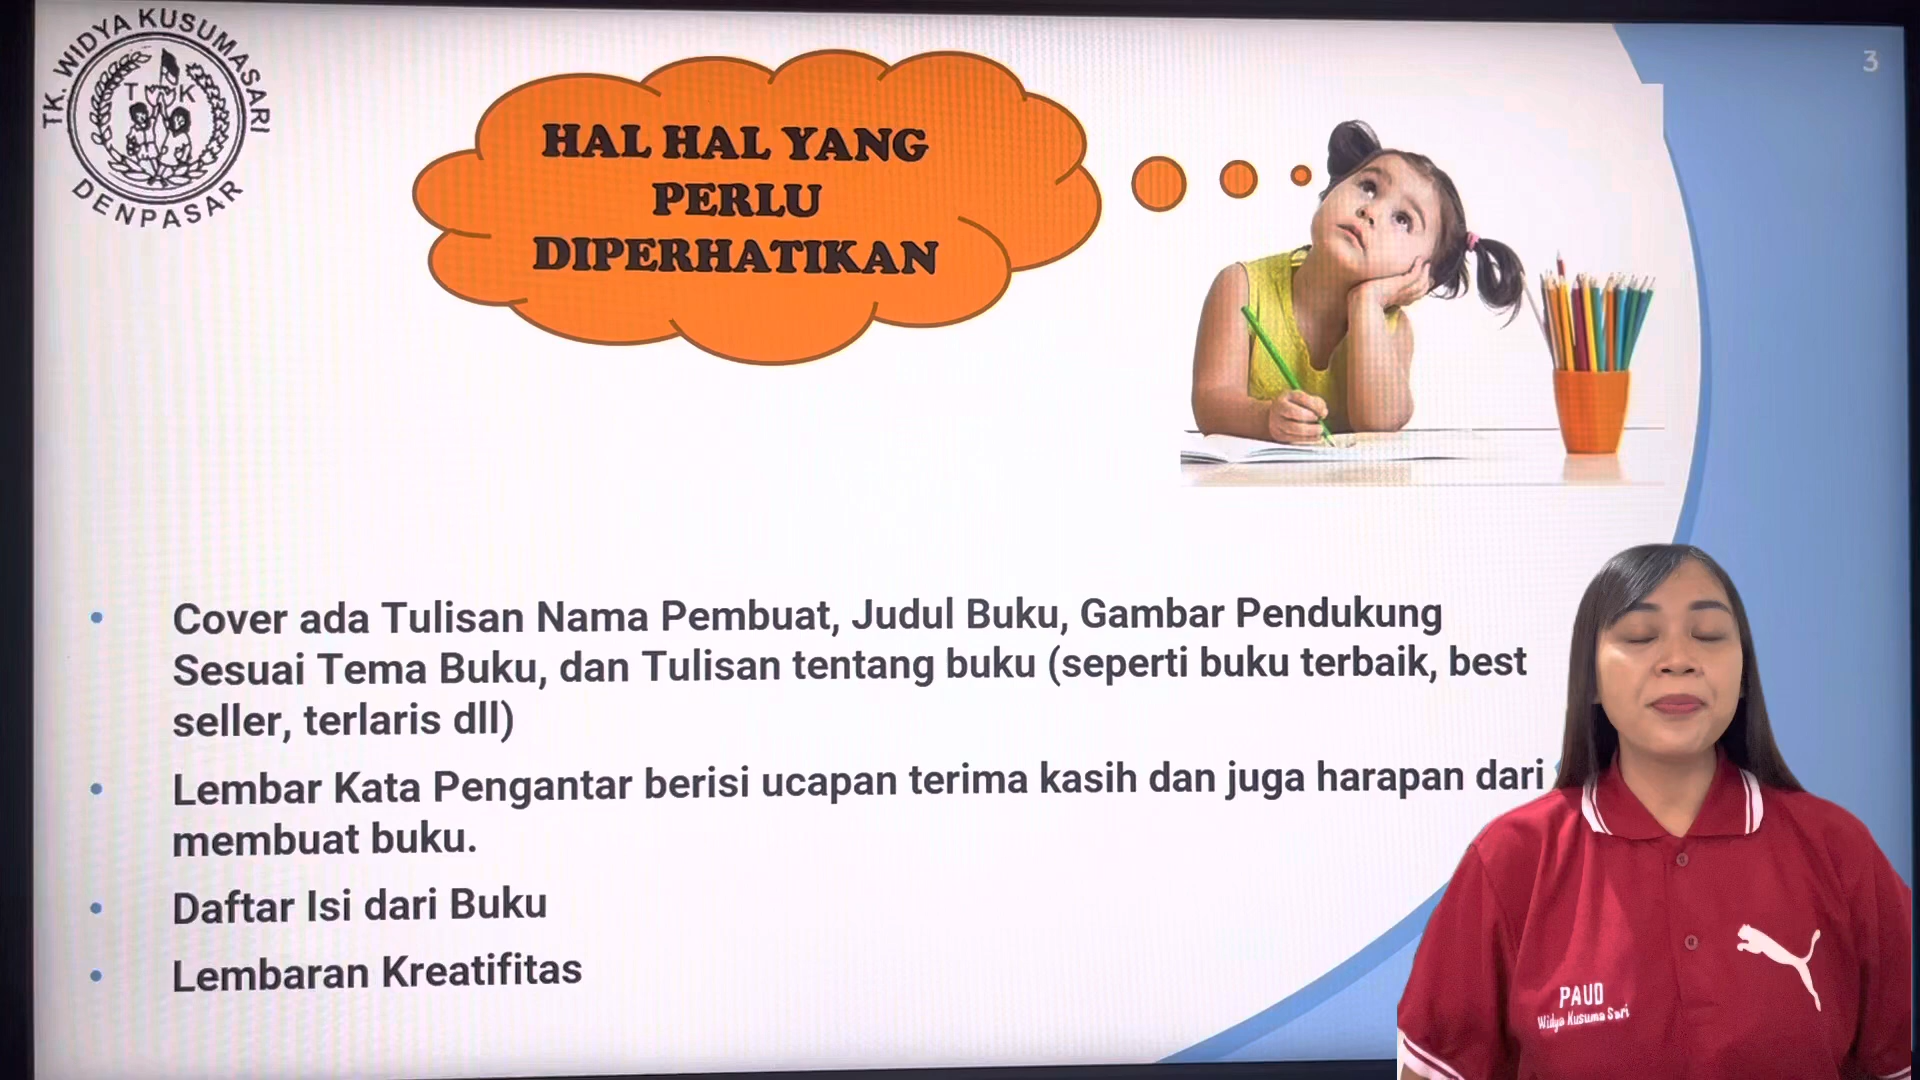 TK. WIDYA KUSUMASARI
T K
DENPASAR
3
HAL HAL YANG
PERLU
DIPERHATIKAN
• Cover ada Tulisan Nama Pembuat, Judul Buku, Gambar Pendukung
Sesuai Tema Buku, dan Tulisan tentang buku (seperti buku terbaik, best
seller, terlaris dll)
• Lembar Kata Pengantar berisi ucapan terima kasih dan juga harapan dari
membuat buku.
• Daftar Isi dari Buku
• Lembaran Kreatifitas
PAUD
Widya Kusuma Sari